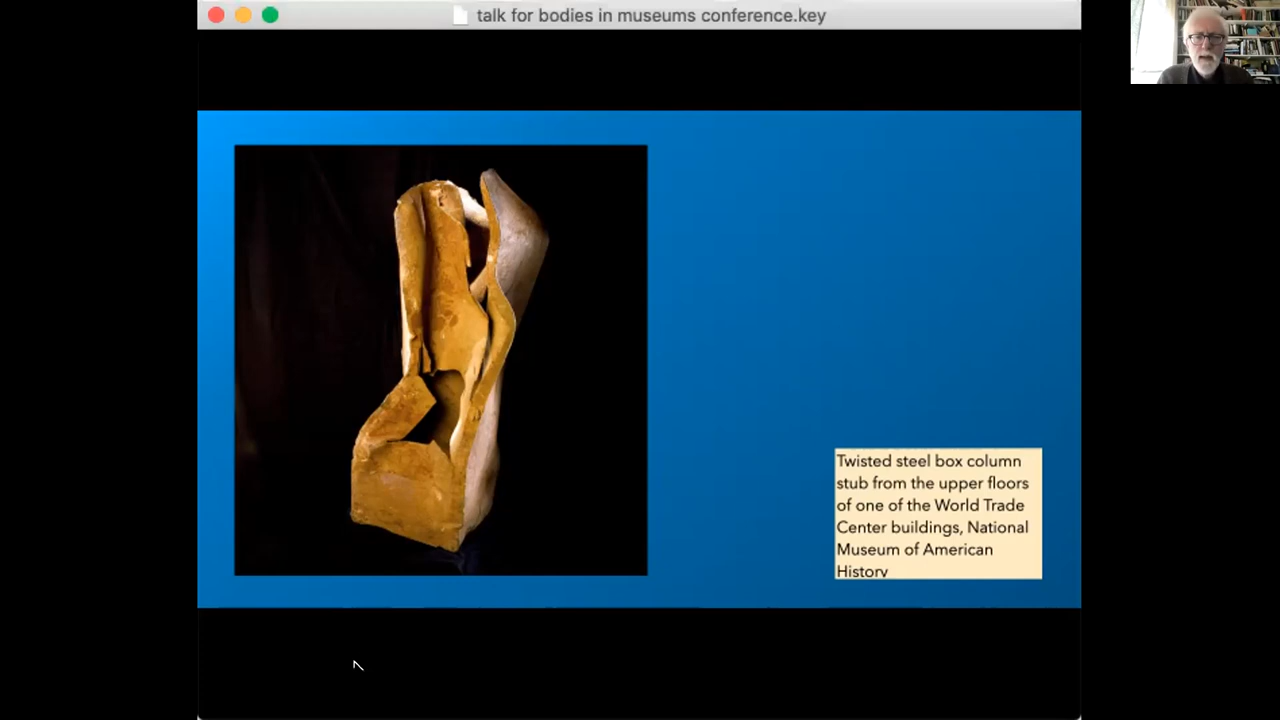 talk for bodies in museums conference.key
Twisted steel box column
stub from the upper floors
of one of the World Trade
Center buildings, National
Museum of American
History